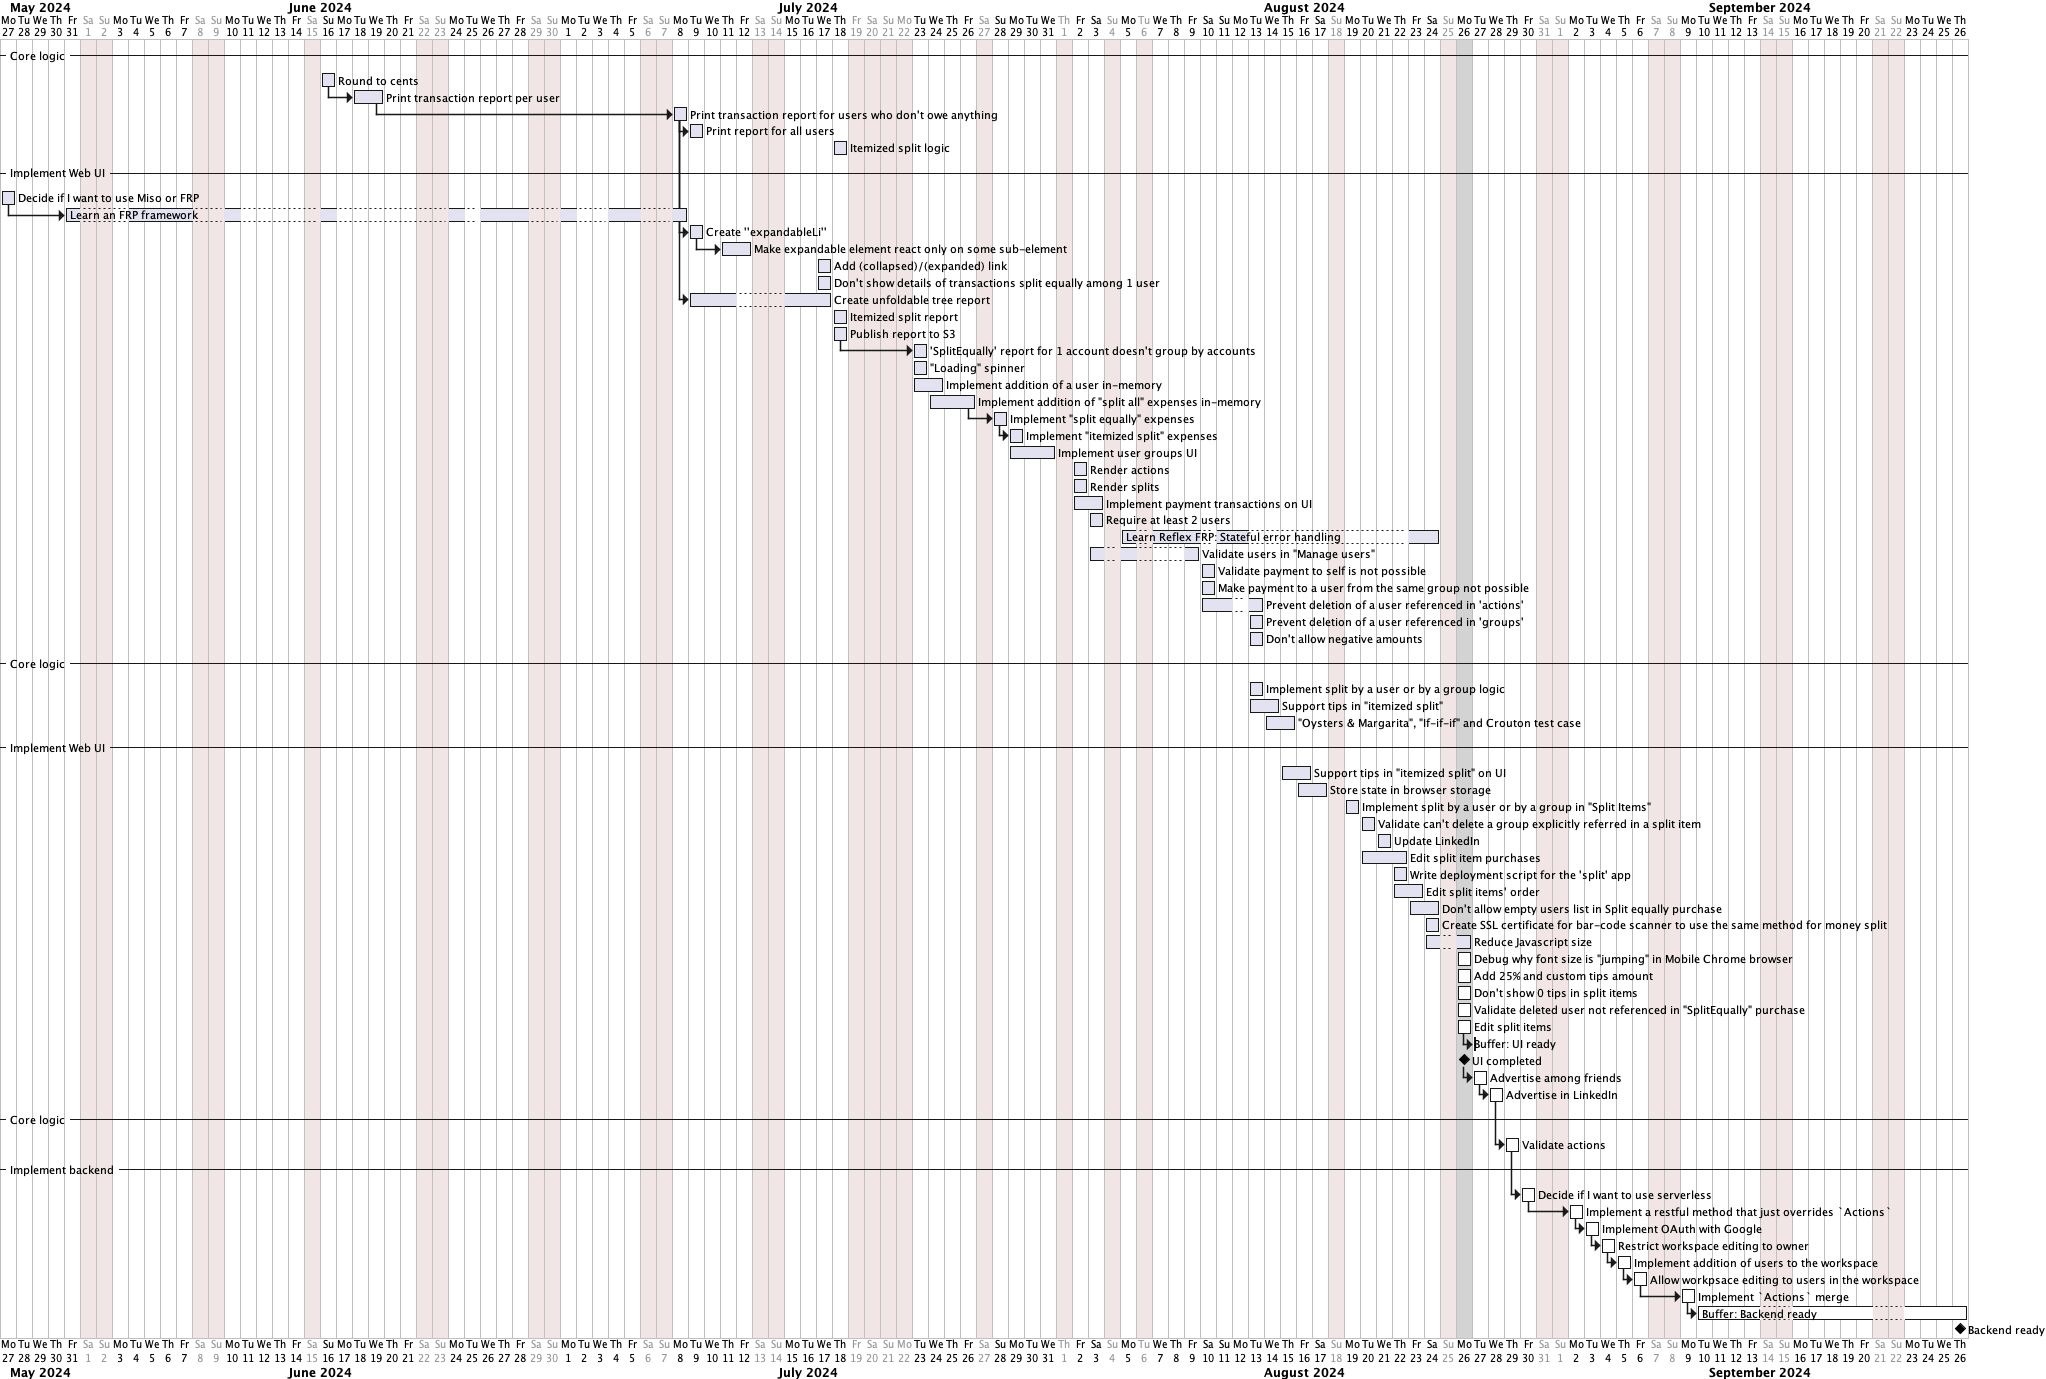 May 2024 June 2024 July 2024 August 2024 September 2024
Mo Tu We Th Fr Sa Su Mo Tu We Th Fr Sa Su Mo Tu We Th Fr Sa Su Mo Tu We Th Fr Sa Su Mo Tu We Th Fr Sa Su Mo Tu We Th Fr Sa Su Mo Tu We Th Fr Sa Su Mo Tu We Th Fr Sa Su Mo Tu We Th Fr Sa Su Mo Tu We Th Fr Sa Su Mo Tu We Th Fr Sa Su Mo Tu We Th Fr Sa Su Mo Tu We Th Fr Sa Su Mo Tu We Th Fr Sa Su Mo Tu We Th Fr Sa Su Mo Tu We Th Fr Sa Su Mo Tu We Th Fr Sa Su Mo Tu We Th
27 28 29 30 31 1 2 3 4 5 6 7 8 9 10 11 12 13 14 15 16 17 18 19 20 21 22 23 24 25 26 27 28 29 30 1 2 3 4 5 6 7 8 9 10 11 12 13 14 15 16 17 18 19 20 21 22 23 24 25 26 27 28 29 30 31 1 2 3 4 5 6 7 8 9 10 11 12 13 14 15 16 17 18 19 20 21 22 23 24 25 26 27 28 29 30 31 1 2 3 4 5 6 7 8 9 10 11 12 13 14 15 16 17 18 19 20 21 22 23 24 25 26
Core logic
Round to cents
Print transaction report per user
Print transaction report for users who don't owe anything
Print report for all users
Itemized split logic
Implement Web UI
Decide if I want to use Miso or FRP
Learn an FRP framework
Create "expandableLi"
Make expandable element react only on some sub-element
Add (collapsed)/(expanded) link
Don't show details of transactions split equally among 1 user
Create unfoldable tree report
Itemized split report
Publish report to S3
'SplitEqually' report for 1 account doesn't group by accounts
"Loading" spinner
Implement addition of a user in-memory
Implement addition of "split all" expenses in-memory
Implement "split equally" expenses
Implement "itemized split" expenses
Implement user groups UI
Render actions
Render splits
Implement payment transactions on UI
Require at least 2 users
Learn Reflex FRP: Stateful error handling
Validate users in "Manage users"
Validate payment to self is not possible
Make payment to a user from the same group not possible
Prevent deletion of a user referenced in 'actions'
Prevent deletion of a user referenced in 'groups'
Don't allow negative amounts
Core logic
Implement split by a user or by a group logic
Support tips in "itemized split"
"Oysters & Margarita", "If-if-if" and Crouton test case
Implement Web UI
Support tips in "itemized split" on UI
Store state in browser storage
Implement split by a user or by a group in "Split Items"
Validate can't delete a group explicitly referred in a split item
Update LinkedIn
Edit split item purchases
Write deployment script for the 'split' app
Edit split items' order
Don't allow empty users list in Split equally purchase
Create SSL certificate for bar-code scanner to use the same method for money split
Reduce Javascript size
Debug why font size is "jumping" in Mobile Chrome browser
Add 25% and custom tips amount
Don't show 0 tips in split items
Validate deleted user not referenced in "SplitEqually" purchase
Edit split items
Buffer: UI ready
UI completed
Advertise among friends
Advertise in LinkedIn
Core logic
Validate actions
Implement backend
Decide if I want to use serverless
Implement a restful method that just overrides `Actions`
Implement OAuth with Google
Restrict workspace editing to owner
Implement addition of users to the workspace
Allow workpsace editing to users in the workspace
Implement `Actions` merge
Buffer: Backend ready
Backend ready
Mo Tu We Th Fr Sa Su Mo Tu We Th Fr Sa Su Mo Tu We Th Fr Sa Su Mo Tu We Th Fr Sa Su Mo Tu We Th Fr Sa Su Mo Tu We Th Fr Sa Su Mo Tu We Th Fr Sa Su Mo Tu We Th Fr Sa Su Mo Tu We Th Fr Sa Su Mo Tu We Th Fr Sa Su Mo Tu We Th Fr Sa Su Mo Tu We Th Fr Sa Su Mo Tu We Th Fr Sa Su Mo Tu We Th Fr Sa Su Mo Tu We Th Fr Sa Su Mo Tu We Th Fr Sa Su Mo Tu We Th Fr Sa Su Mo Tu We Th
27 28 29 30 31 1 2 3 4 5 6 7 8 9 10 11 12 13 14 15 16 17 18 19 20 21 22 23 24 25 26 27 28 29 30 1 2 3 4 5 6 7 8 9 10 11 12 13 14 15 16 17 18 19 20 21 22 23 24 25 26 27 28 29 30 31 1 2 3 4 5 6 7 8 9 10 11 12 13 14 15 16 17 18 19 20 21 22 23 24 25 26 27 28 29 30 31 1 2 3 4 5 6 7 8 9 10 11 12 13 14 15 16 17 18 19 20 21 22 23 24 25 26
May 2024 June 2024 July 2024 August 2024 September 2024